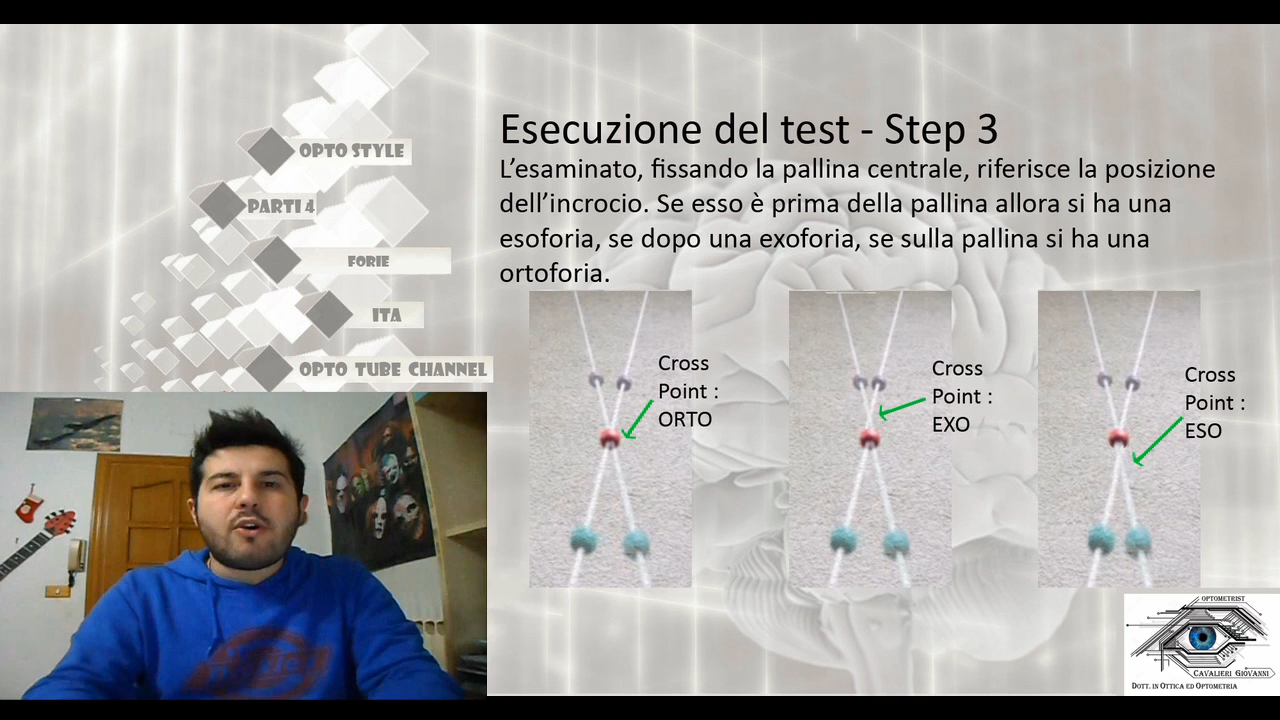 OPTO STYLE
PARTI 4
FORIE
ITA
OPTO TUBE CHANNEL
Esecuzione del test - Step 3
L’esaminato, fissando la pallina centrale, riferisce la posizione
dell’incrocio. Se esso è prima della pallina allora si ha una
esoforia, se dopo una exoforia, se sulla pallina si ha una
ortoforia.
Cross
Point :
ORTO
Cross
Point :
EXO
Cross
Point :
ESO
OPTOMETRIST
CAVALIERI GIOVANNI
DOTT. IN OTTICA ED OPTOMETRIA